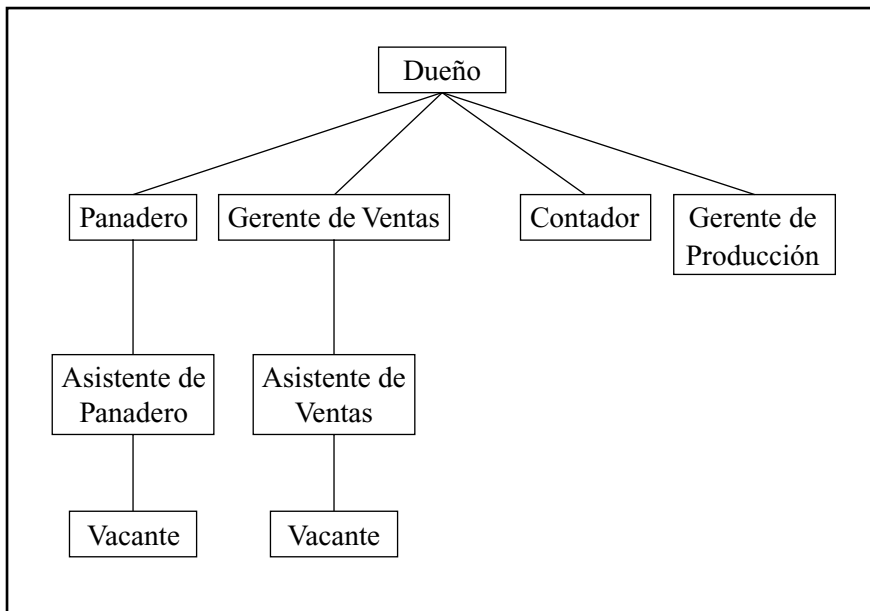 Dueño
Panadero
Gerente de Ventas
Contador
Gerente de
Producción
Asistente de
Panadero
Asistente de
Ventas
Vacante
Vacante